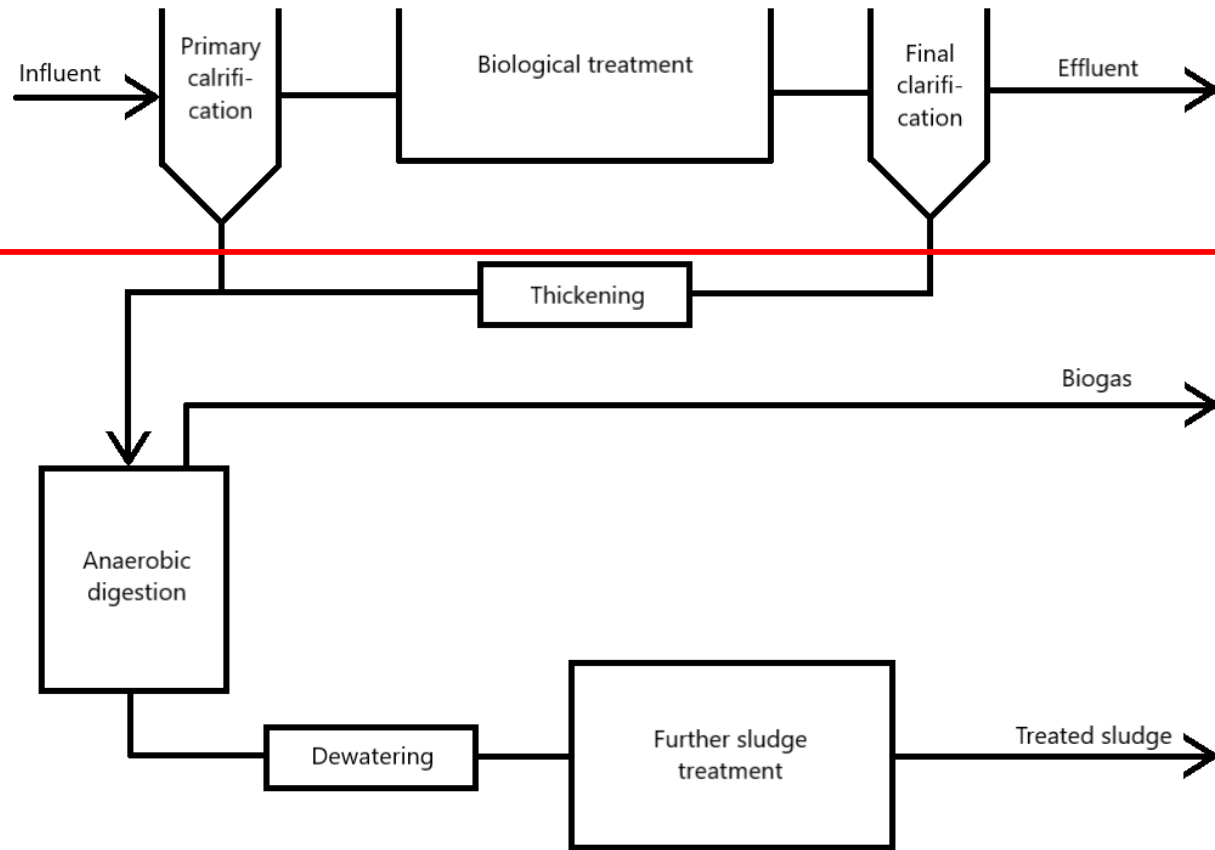 Influent
Primary
calrifi-
cation
Biological treatment
Final
clarifi-
cation
Effluent
Thickening
Biogas
Anaerobic
digestion
Dewatering
Further sludge
treatment
Treated sludge